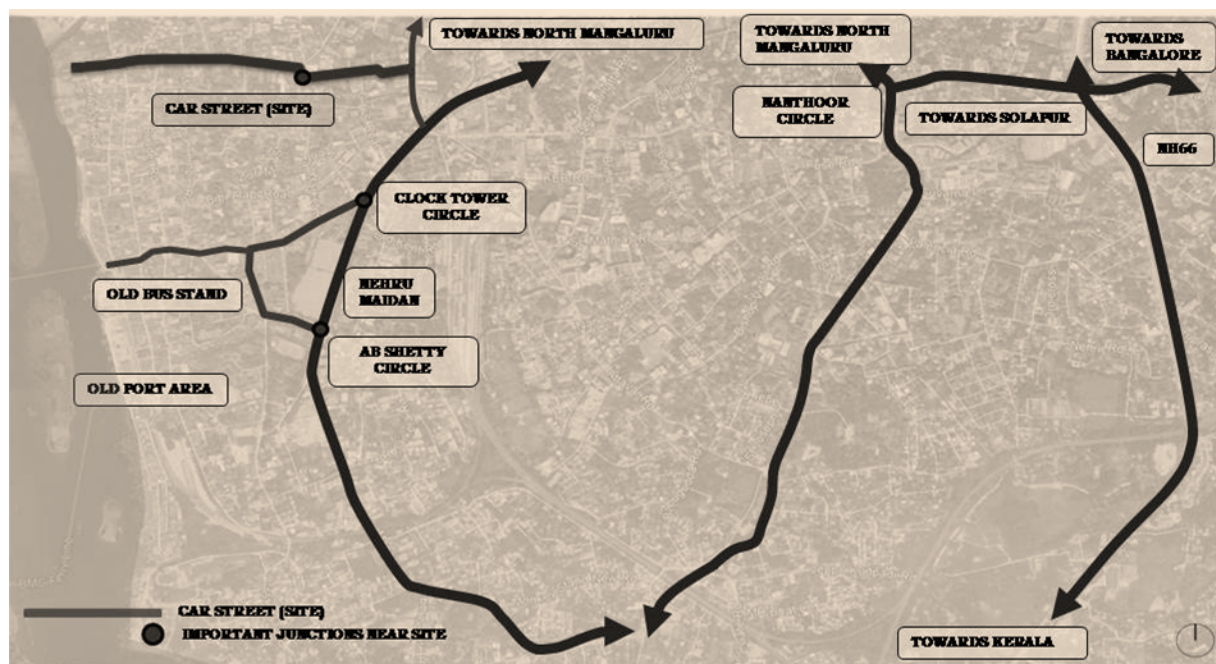 TOWARDS NORTH MANGALURU
TOWARDS NORTH
MANGALURU
TOWARDS
BANGALORE
CAR STREET (SITE)
NANTHOOR
CIRCLE
TOWARDS SOLAPUR
NH66
CLOCK TOWER
CIRCLE
OLD BUS STAND
NEHRU
MAIDAN
AB SHETTY
CIRCLE
OLD PORT AREA
CAR STREET (SITE)
IMPORTANT JUNCTIONS NEAR SITE
TOWARDS KERALA